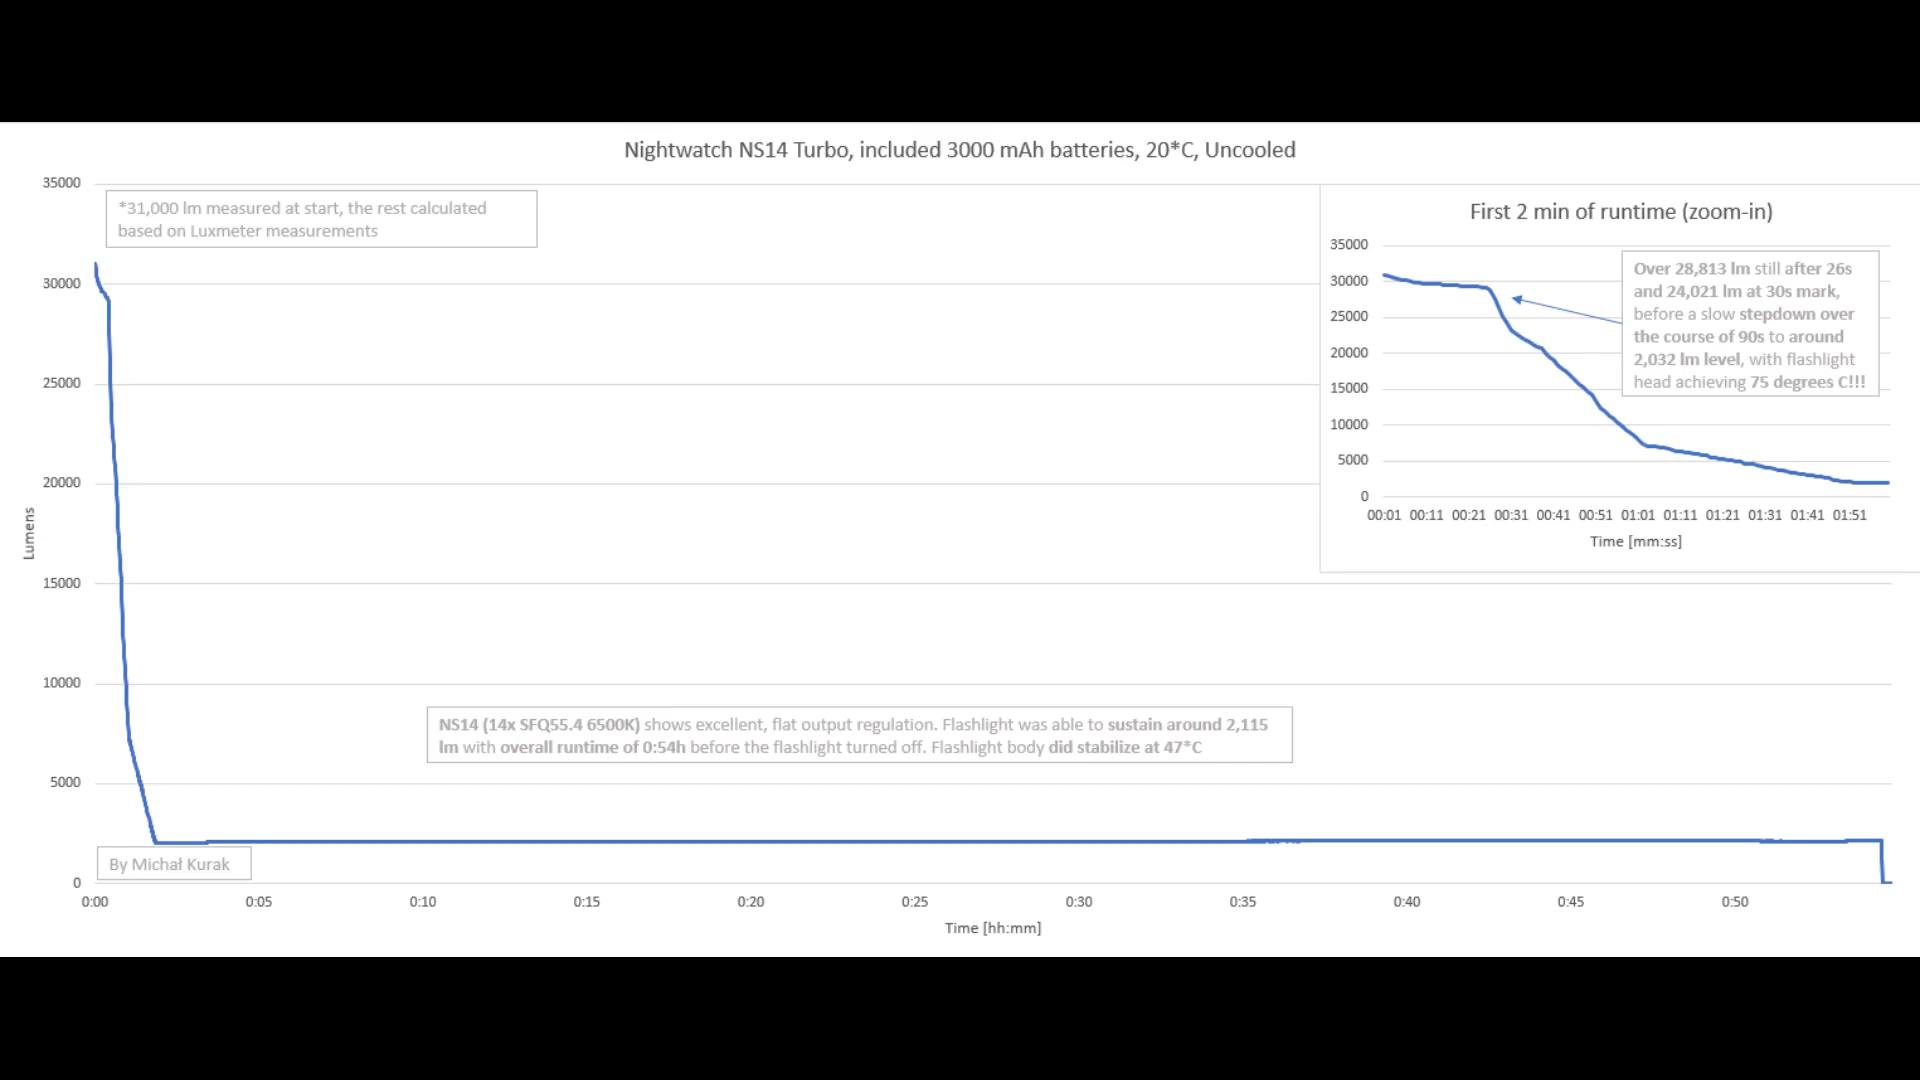 Nightwatch NS14 Turbo, included 3000 mAh batteries, 20*C, Uncooled
35000
*31,000 lm measured at start, the rest calculated
based on Luxmeter measurements
30000
25000
20000
Lumens
15000
10000
5000
0
NS14 (14x SFQ55.4 6500K) shows excellent, flat output regulation. Flashlight was able to sustain around 2,115
lm with overall runtime of 0:54h before the flashlight turned off. Flashlight body did stabilize at 47*C
By Michał Kurak
0:00 0:05 0:10 0:15 0:20 0:25 0:30 0:35 0:40 0:45 0:50
Time [hh:mm]
First 2 min of runtime (zoom-in)
35000
30000
25000
20000
15000
10000
5000
0
Over 28,813 lm still after 26s
and 24,021 lm at 30s mark,
before a slow stepdown over
the course of 90s to around
2,032 lm level, with flashlight
head achieving 75 degrees C!!!
00:01 00:11 00:21 00:31 00:41 00:51 01:01 01:11 01:21 01:31 01:41 01:51
Time [mm:ss]